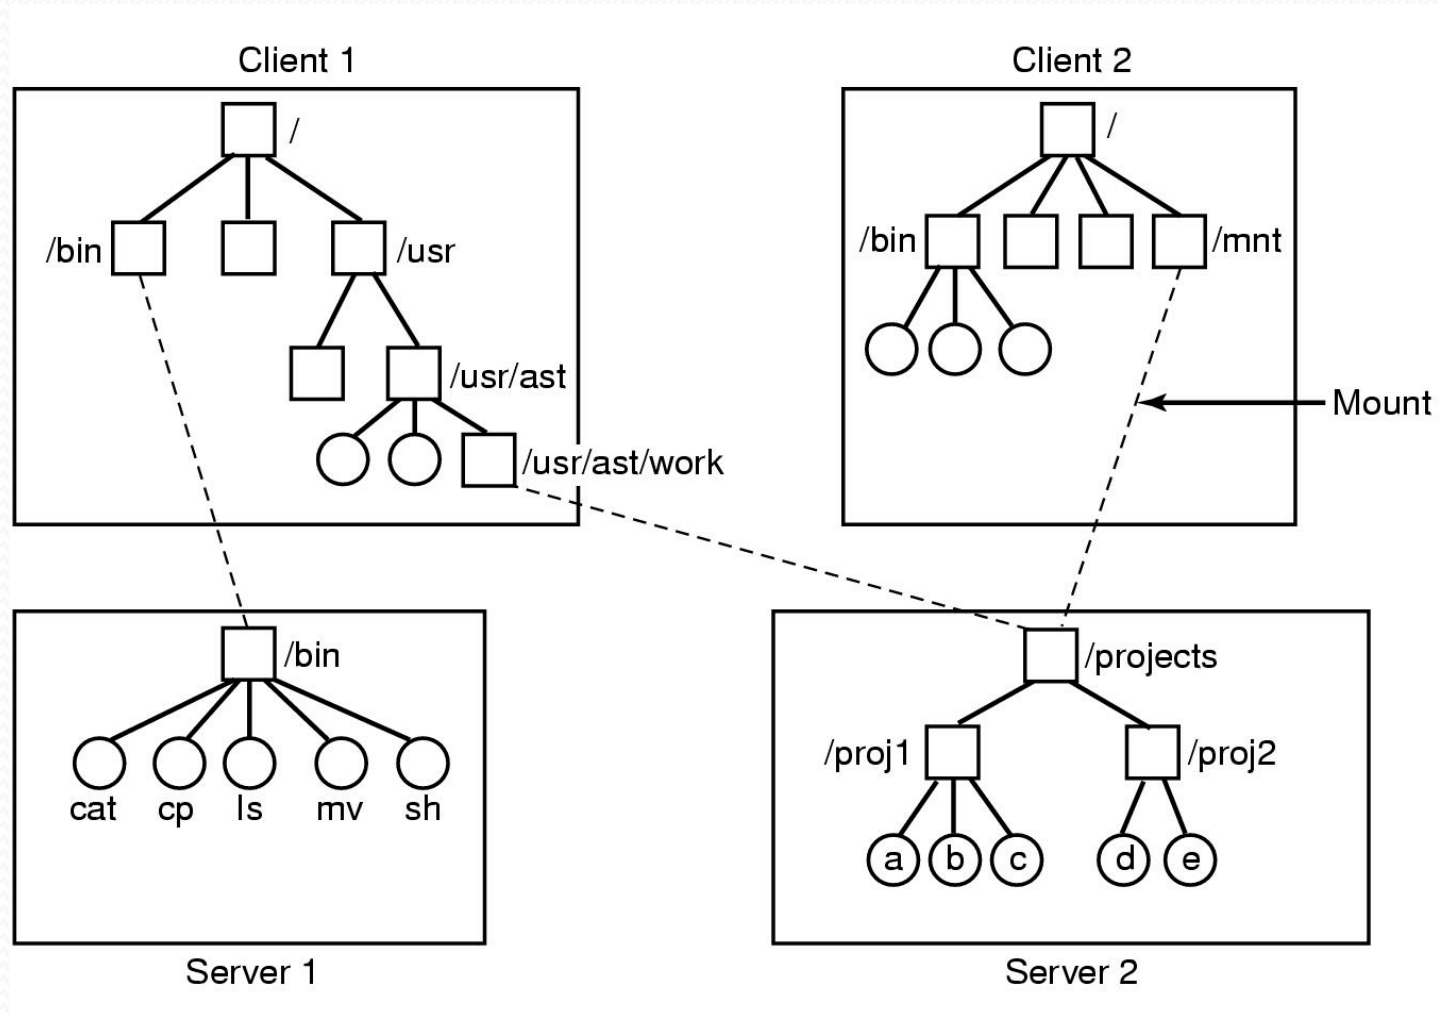 Client 1
Client 2
/
/
/bin
/usr
/bin
/mnt
/usr/ast
Mount
/usr/ast/work
/bin
/projects
/proj1
/proj2
cat cp ls mv sh
a b c d e
Server 1
Server 2